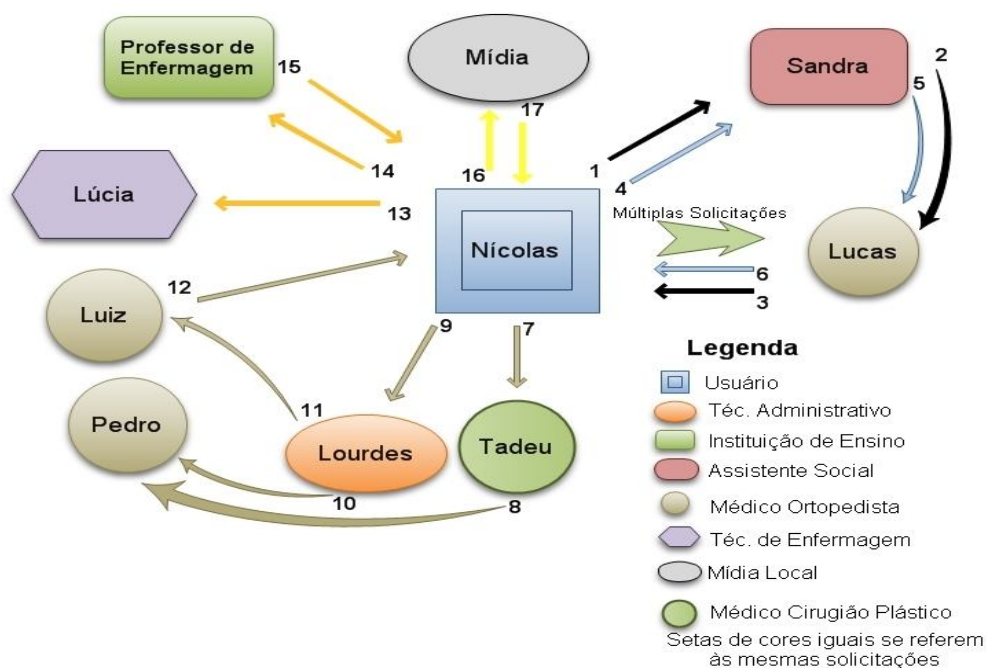 Professor de
Enfermagem
15
Mídia
Sandra
2
5
17
14
16
1
4
Lúcia
13
Múltiplas Solicitações
Nícolas
Lucas
12
6
3
Luiz
9
7
Legenda
Usuário
Pedro
11
Téc. Administrativo
Lourdes
Tadeu
Instituição de Ensino
Assistente Social
10
8
Médico Ortopedista
Téc. de Enfermagem
Mídia Local
Médico Cirugião Plástico
Setas de cores iguais se referem
às mesmas solicitações